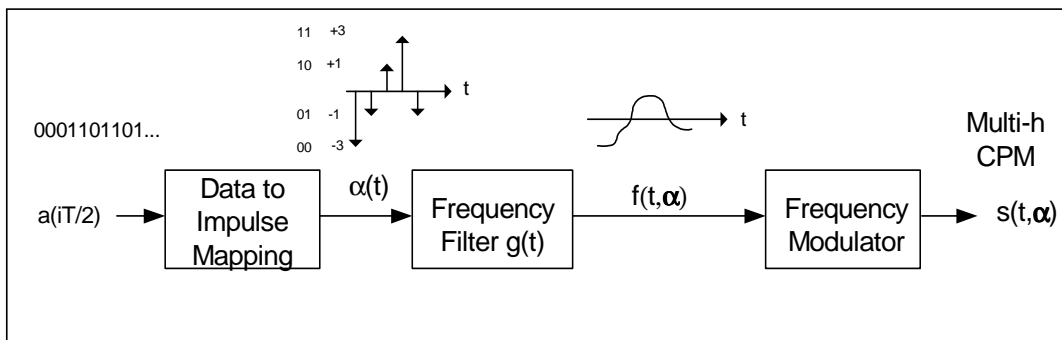 11 +3
10 +1
t
01 -1
00 -3
0001101101...
t
Multi-h
CPM
a(iT/2)
Data to
Impulse
Mapping
α(t)
Frequency
Filter g(t)
f(t,α)
Frequency
Modulator
s(t,α)